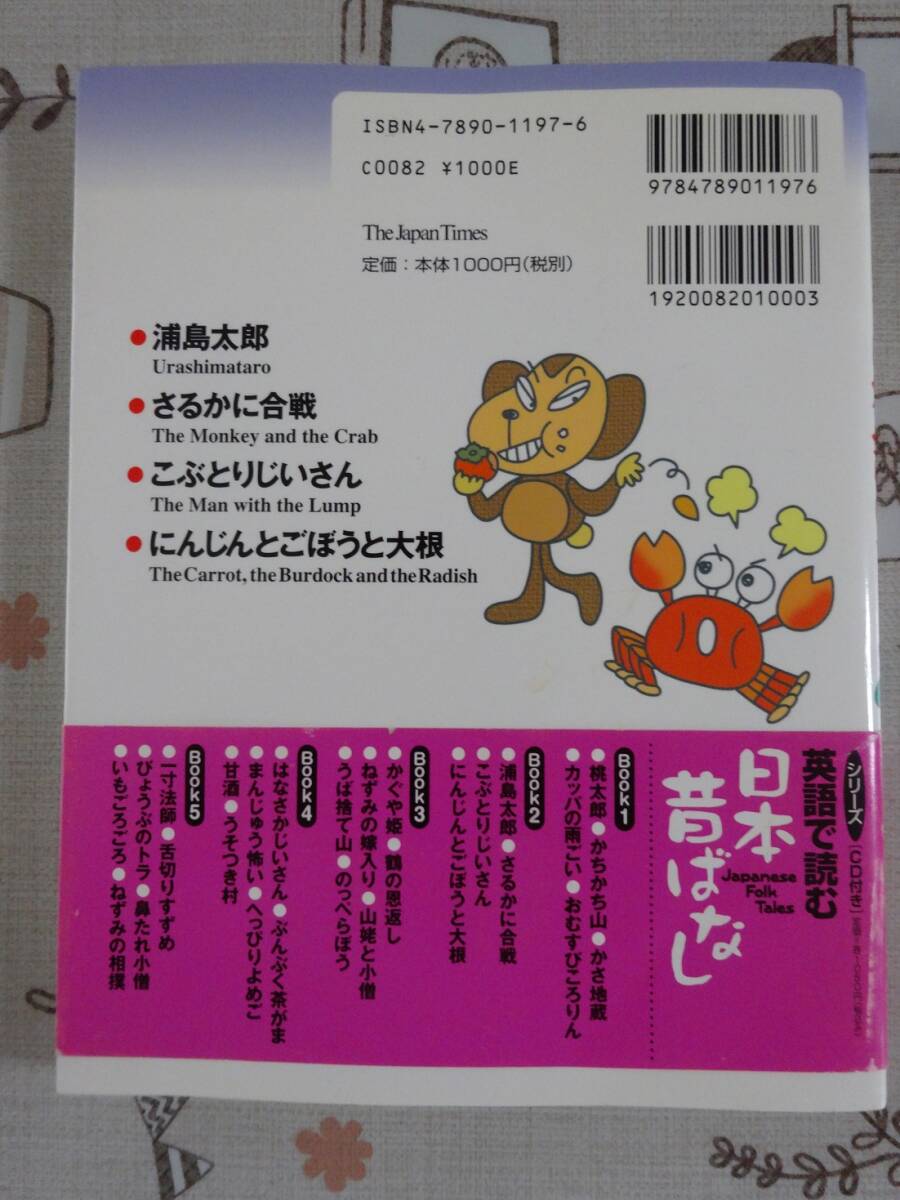 ISBN4-7890-1197-6
C0082 ¥1000E
9784789011976
The Japan Times
定価：本体1000円(税別)
1920082010003
●浦島太郎
Urashimataro
●さるかに合戦
The Monkey and the Crab
●こぶとりじいさん
The Man with the Lump
●にんじんとごぼうと大根
The Carrot, the Burdock and the Radish
シリーズ
[CD付き]
英語で読む
日本
昔ばなし
Japanese
Folk
Tales
Book1
●桃太郎●かちかち山●かさ地蔵
●カッパの雨ごい●おむすびころりん
Book2
●浦島太郎●さるかに合戦
●こぶとりじいさん
●にんじんとごぼうと大根
Book3
●かぐや姫●鶴の恩返し
●ねずみの嫁入り●山姥と小僧
●うば捨て山●のっぺらぼう
Book4
●はなさかじいさん●ぶんぶく茶がま
●まんじゅう怖い●へっぴりよめご
●甘酒●うそつき村
Book5
●一寸法師●舌切りすずめ
●びょうぶのトラ●鼻たれ小僧
●いもころごろ●ねずみの相撲